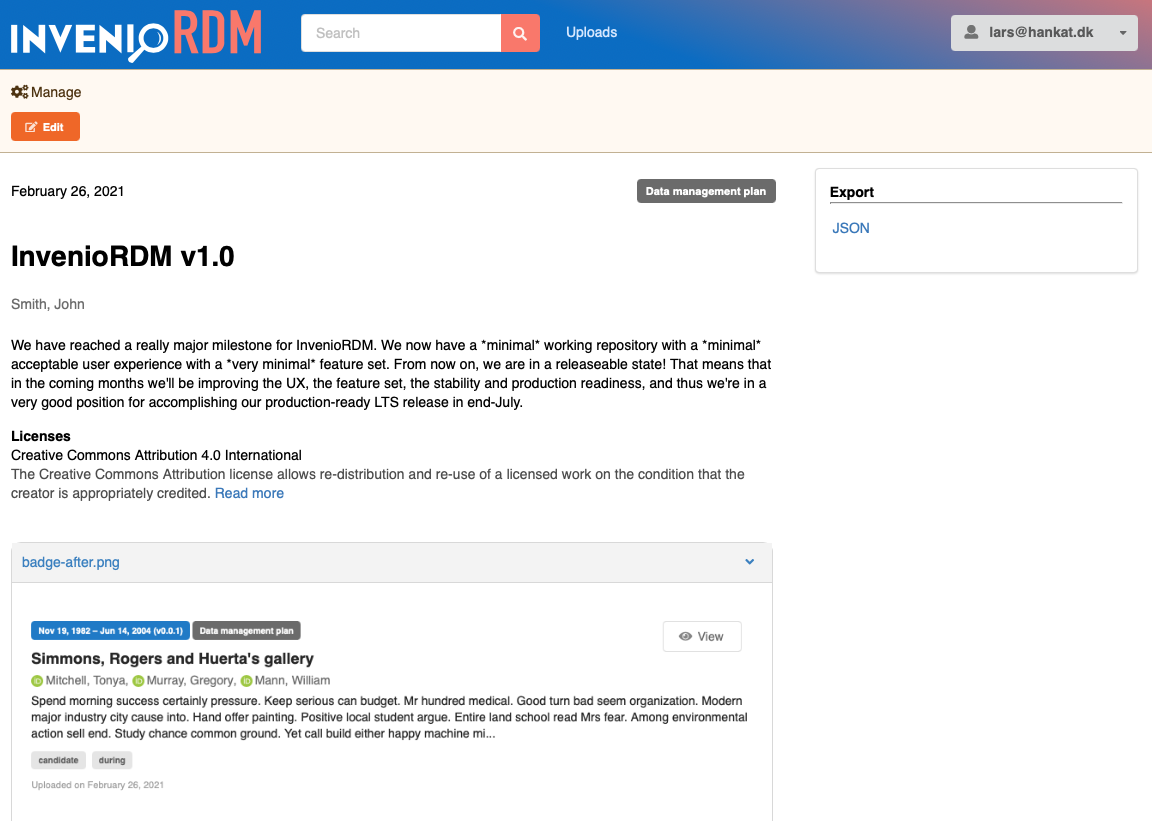 INVENIORDM
Search
Uploads
lars@hankat.dk
Manage
Edit
February 26, 2021
Data management plan
InvenioRDM v1.0
Smith, John
We have reached a really major milestone for InvenioRDM. We now have a *minimal* working repository with a *minimal*
acceptable user experience with a *very minimal* feature set. From now on, we are in a releaseable state! That means that
in the coming months we'll be improving the UX, the feature set, the stability and production readiness, and thus we're in a
very good position for accomplishing our production-ready LTS release in end-July.
Licenses
Creative Commons Attribution 4.0 International
The Creative Commons Attribution license allows re-distribution and re-use of a licensed work on the condition that the
creator is appropriately credited. Read more
badge-after.png
Nov 19, 1982 – Jun 14, 2004 (v0.0.1)
Data management plan
View
Simmons, Rogers and Huerta's gallery
iD Mitchell, Tonya, iD Murray, Gregory, iD Mann, William
Spend morning success certainly pressure. Keep serious can budget. Mr hundred medical. Good turn bad seem organization. Modern
major industry city cause into. Hand offer painting. Positive local student argue. Entire land school read Mrs fear. Among environmental
action sell end. Study chance common ground. Yet call build either happy machine mi...
candidate
during
Uploaded on February 26, 2021
Export
JSON